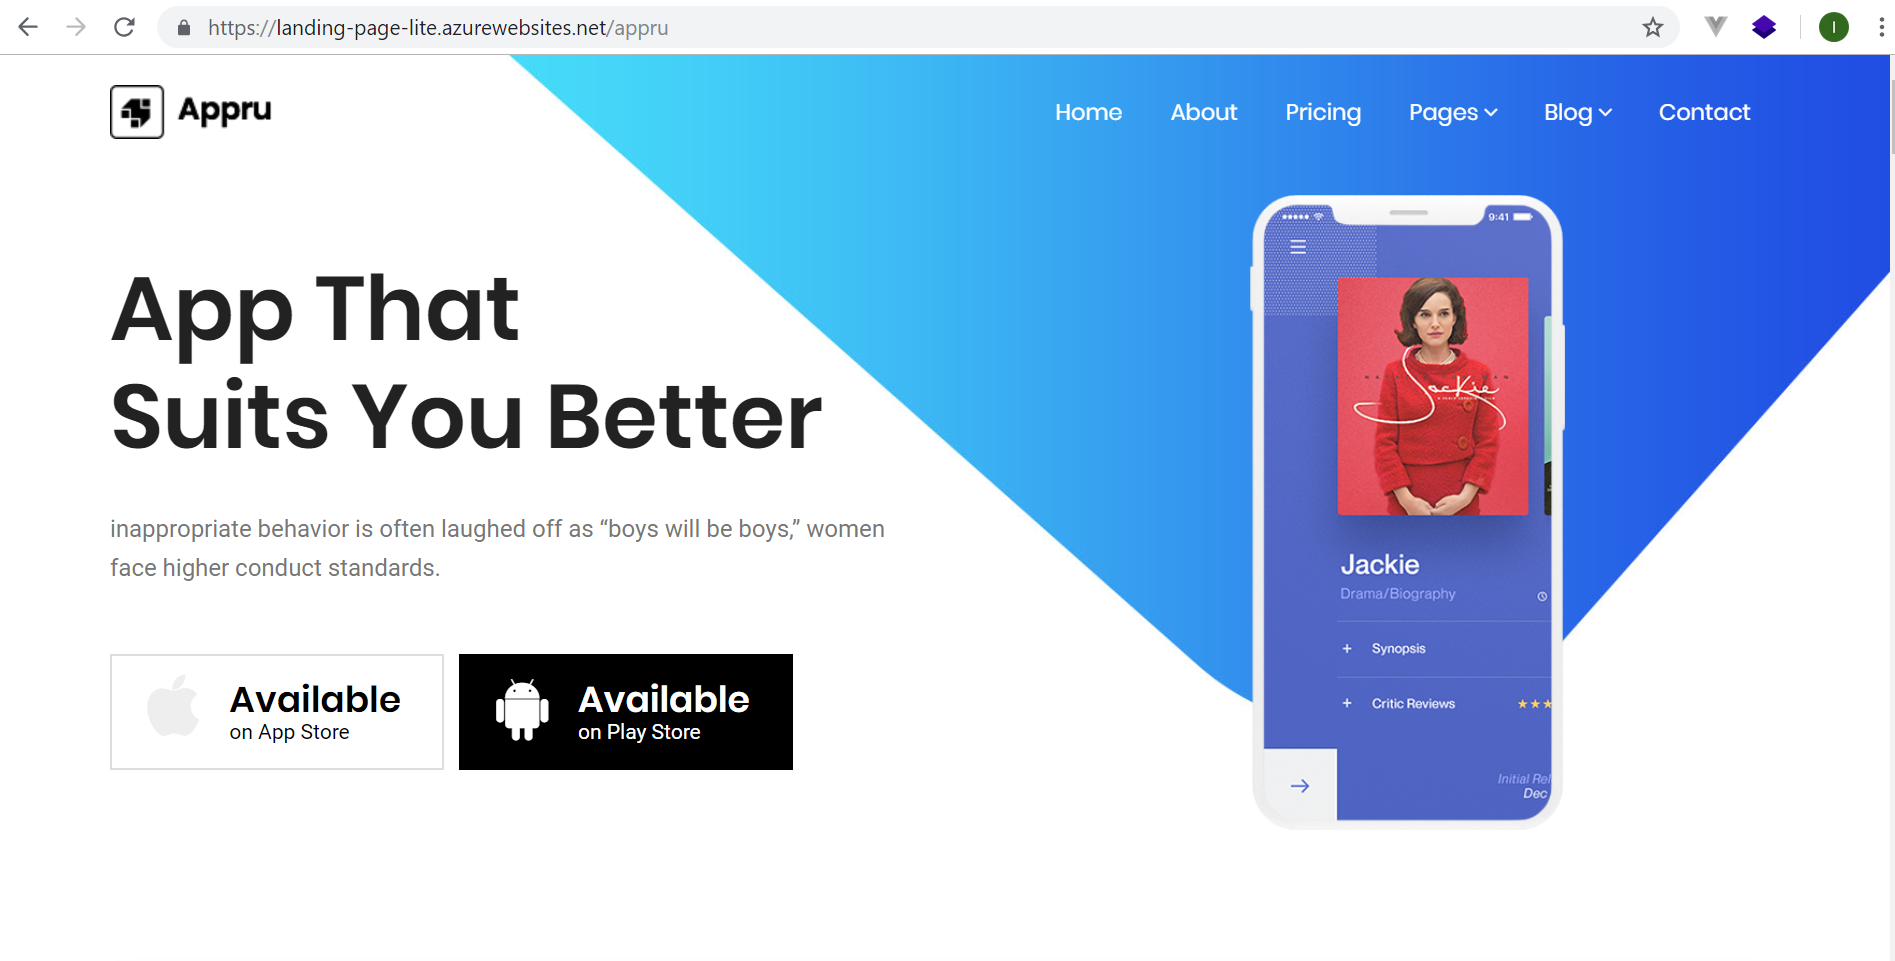 https://landing-page-lite.azurewebsites.net/appru
I
Appru
Home About Pricing Pages Blog Contact
9:41
App That
Suits You Better
Jackie
inappropriate behavior is often laughed off as “boys will be boys,” women
face higher conduct standards.
Jackie
Drama/Biography
Synopsis
Critic Reviews
Available
on App Store
Available
on Play Store
Initial Rel
Dec